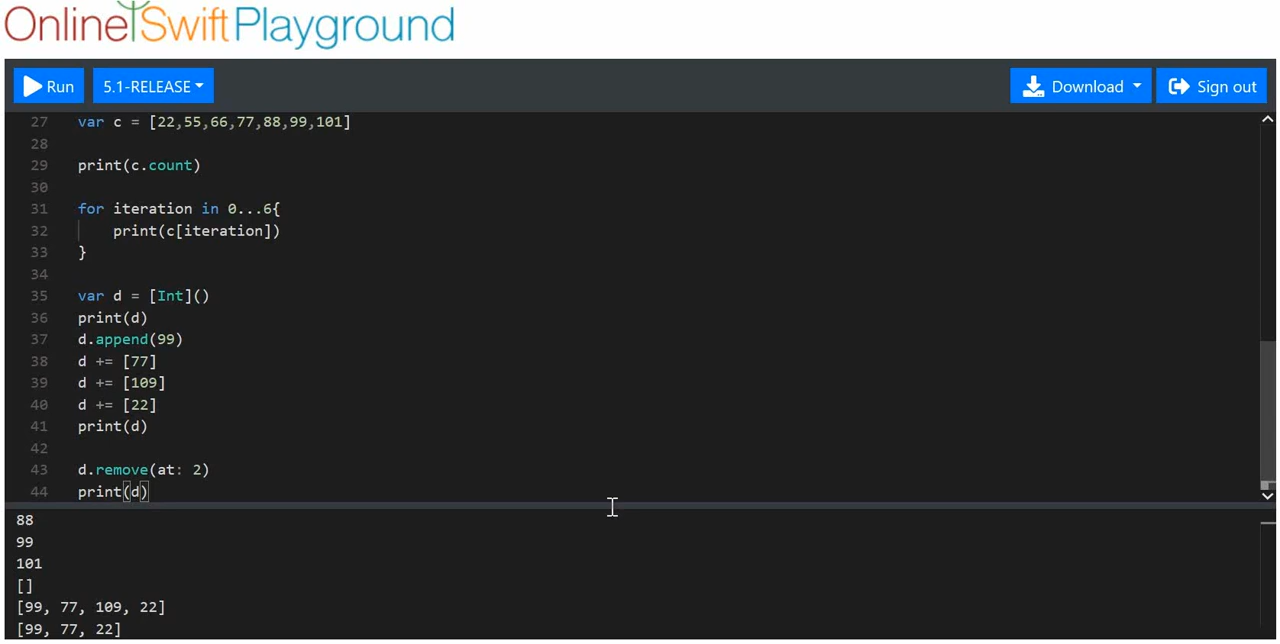 Online Swift Playground
Run 5.1-RELEASE Download Sign out
27 var c = [22,55,66,77,88,99,101]
28
29 print(c.count)
30
31 for iteration in 0...6{
32 print(c[iteration])
33 }
34
35 var d = [Int]()
36 print(d)
37 d.append(99)
38 d += [77]
39 d += [109]
40 d += [22]
41 print(d)
42
43 d.remove(at: 2)
44 print(d)
88
99
101
[]
[99, 77, 109, 22]
[99, 77, 22]